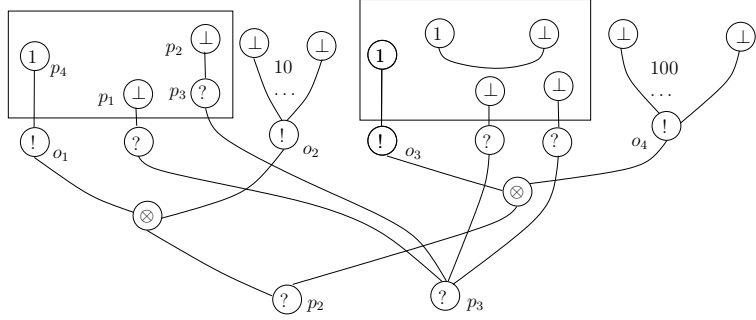 1 p₄ p₂ ⊥ ⊥ ⊥ 1 ⊥ ⊥ ⊥
10 1 100
p₁ ⊥ p₃ ? … ⊥ ⊥ …
! o₁ ? ! o₂ ! o₃ ? ? o₄ !
⊗ ⊗
? p₂ ? p₃